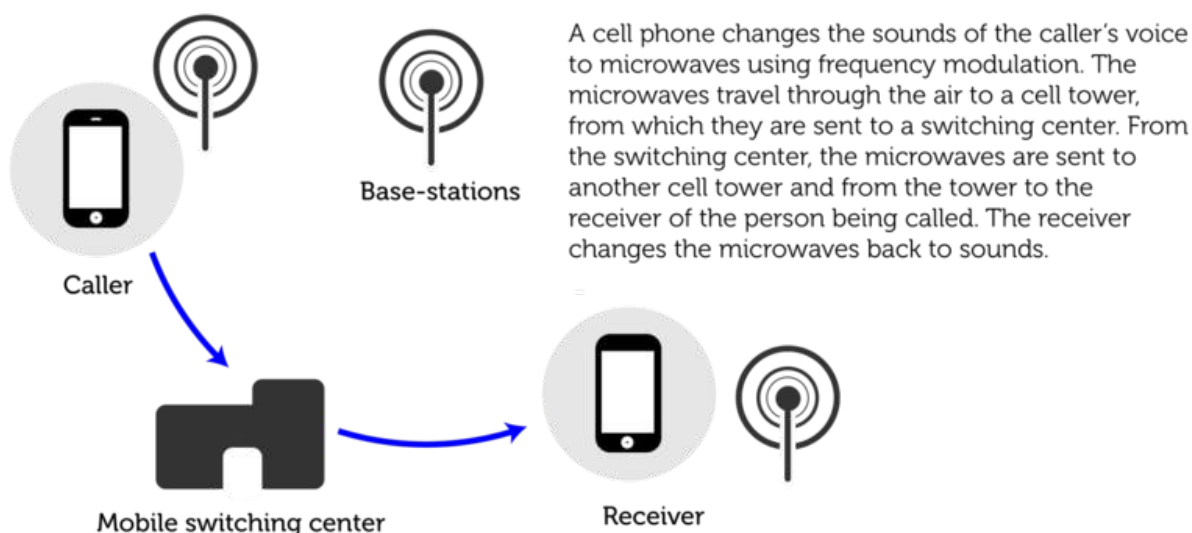 A cell phone changes the sounds of the caller’s voice
to microwaves using frequency modulation. The
microwaves travel through the air to a cell tower,
from which they are sent to a switching center. From
the switching center, the microwaves are sent to
another cell tower and from the tower to the
receiver of the person being called. The receiver
changes the microwaves back to sounds.
Base-stations
Caller
Mobile switching center
Receiver